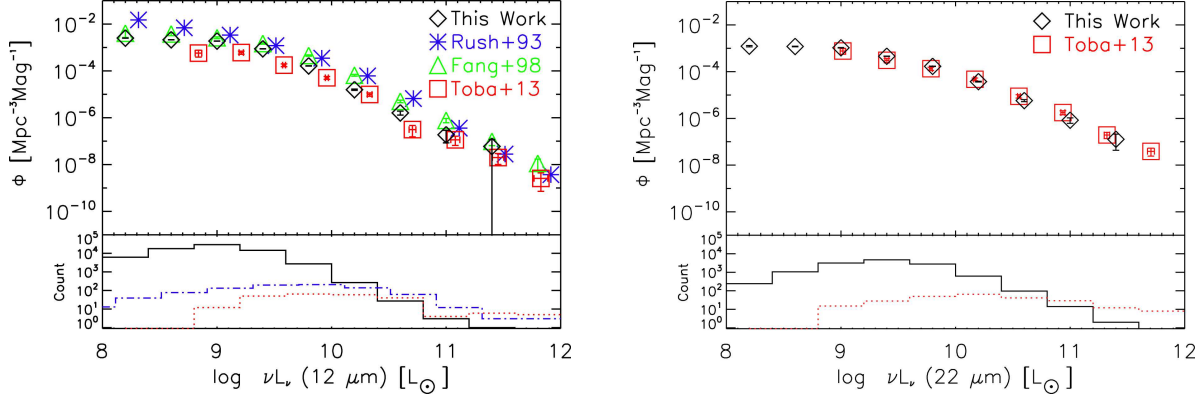 This Work
Rush+93
Fang+98
Toba+13
Φ [Mpc⁻³Mag⁻¹]
10⁻²
10⁻⁴
10⁻⁶
10⁻⁸
10⁻¹⁰
Count
10⁵
10⁴
10³
10²
10¹
10⁰
8 9 10 11 12
log νLᵥ (12 μm) [L⊙]
This Work
Toba+13
Φ [Mpc⁻³Mag⁻¹]
10⁻²
10⁻⁴
10⁻⁶
10⁻⁸
10⁻¹⁰
Count
10⁵
10⁴
10³
10²
10¹
10⁰
8 9 10 11 12
log νLᵥ (22 μm) [L⊙]